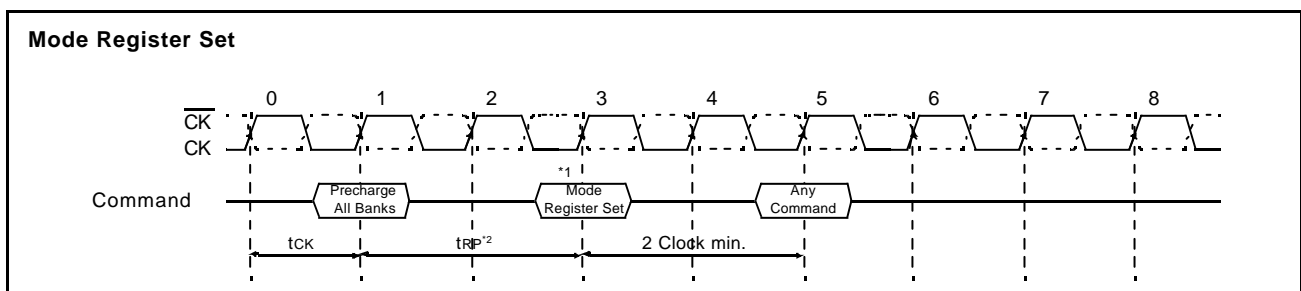 Mode Register Set
0 1 2 3 4 5 6 7 8
CK
CK
*1
Command
Precharge
All Banks
Mode
Register Set
Any
Command
tCK
tRP*2
2 Clock min.